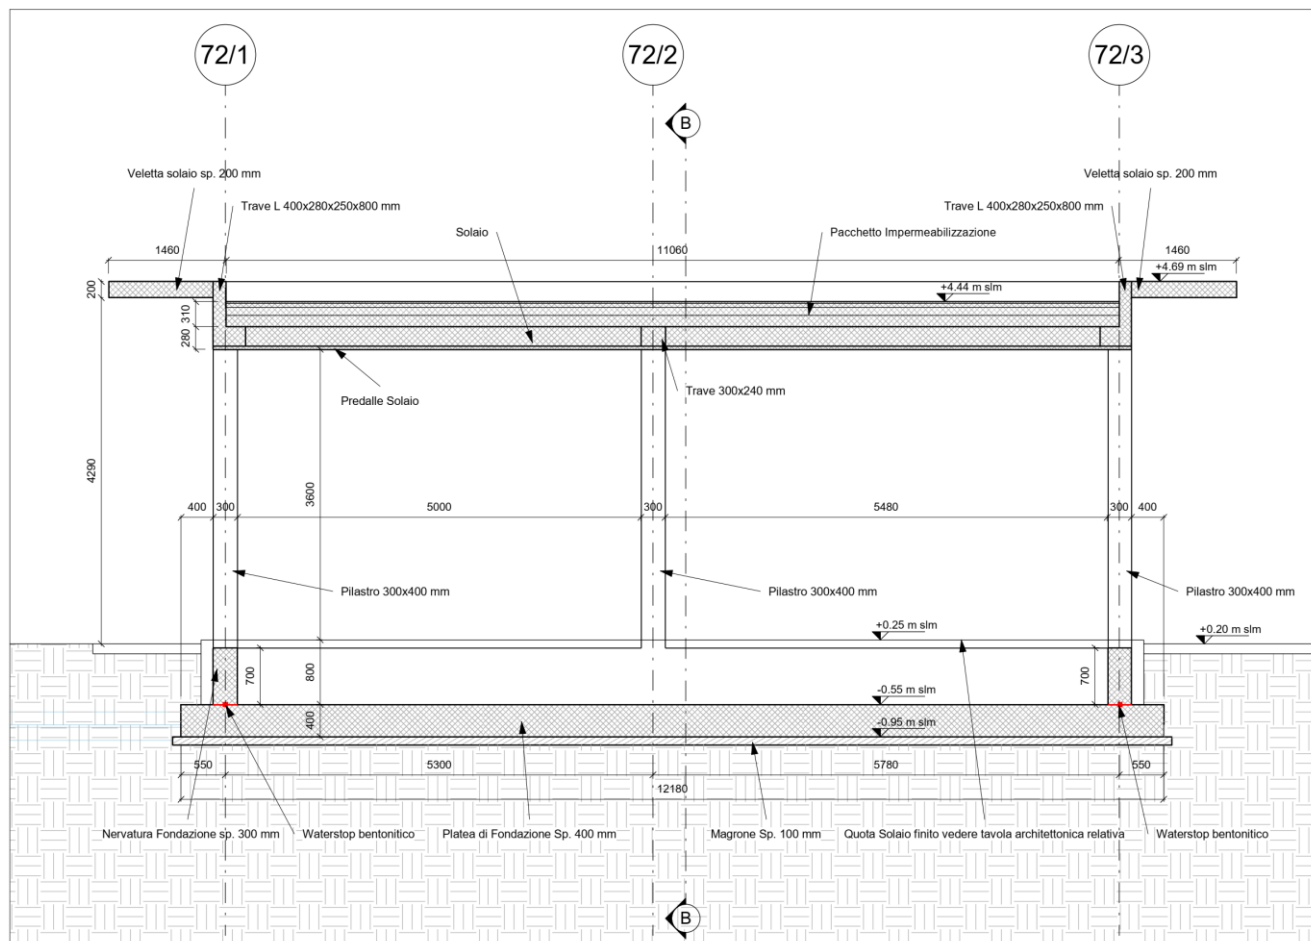 72/1
72/2
72/3
B
Veletta solaio sp. 200 mm
Veletta solaio sp. 200 mm
Trave L 400x280x250x800 mm
Trave L 400x280x250x800 mm
Solaio
Pacchetto Impermeabilizzazione
1460
11060
1460
+4.69 m slm
200
+4.44 m slm
310
280
Trave 300x240 mm
Predalle Solaio
4290
3600
400
300
5000
300
5480
300
400
Pilastro 300x400 mm
Pilastro 300x400 mm
Pilastro 300x400 mm
+0.25 m slm
+0.20 m slm
700
800
700
-0.55 m slm
400
-0.95 m slm
550
5300
5780
550
12180
Nervatura Fondazione sp. 300 mm
Waterstop bentonitico
Platea di Fondazione Sp. 400 mm
Magrone Sp. 100 mm
Quota Solaio finito vedere tavola architettonica relativa
Waterstop bentonitico
B